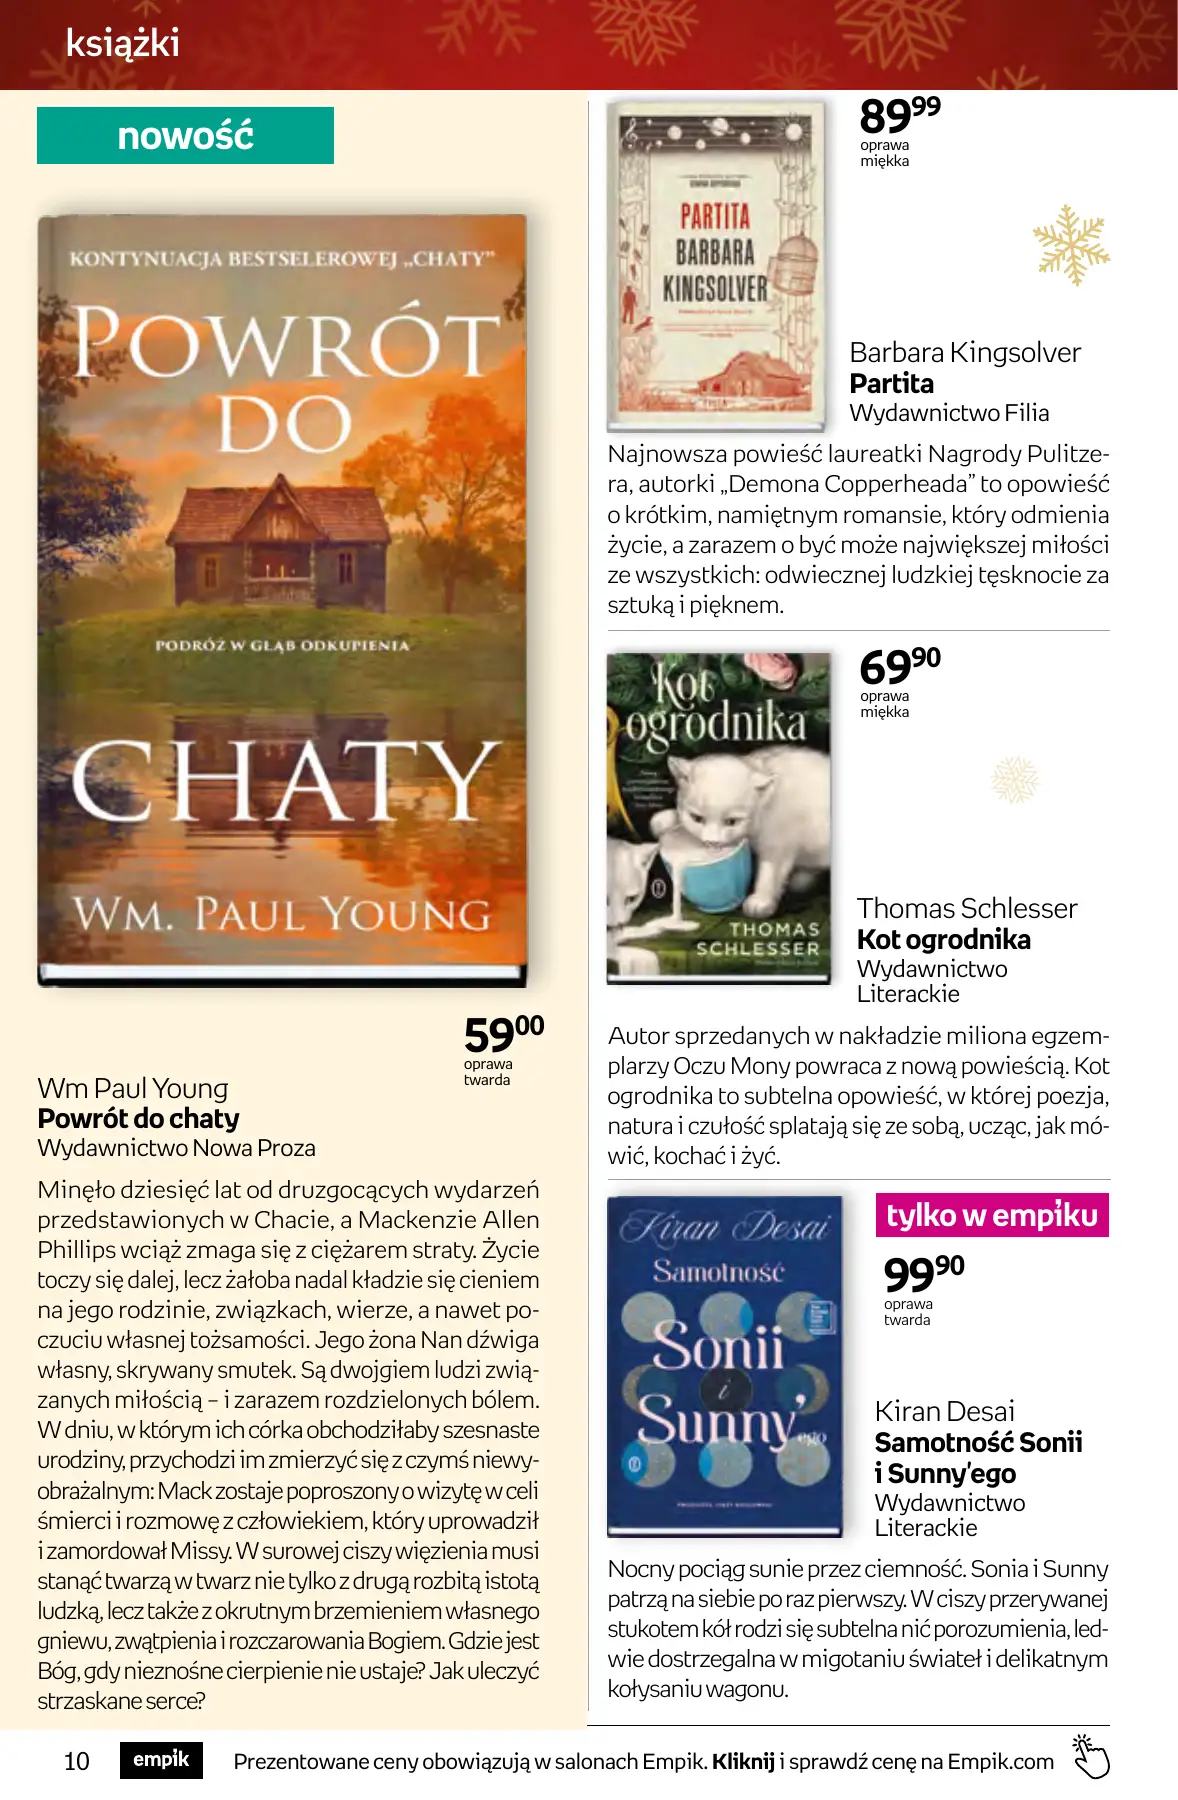 książki
nowość
KONTYNUACJA BESTSELEROWEJ „CHATY”
POWRÓT
DO
PODRÓŻ W GŁĄB ODKUPIENIA
CHATY
WM. PAUL YOUNG
59⁰⁰
oprawa
twarda
Wm Paul Young
Powrót do chaty
Wydawnictwo Nowa Proza
Minęło dziesięć lat od druzgocących wydarzeń
przedstawionych w Chacie, a Mackenzie Allen
Phillips wciąż zmaga się z ciężarem straty. Życie
toczy się dalej, lecz żałoba nadal kładzie się cieniem
na jego rodzinie, związkach, wierze, a nawet po-
czuciu własnej tożsamości. Jego żona Nan dźwiga
własny, skrywany smutek. Są dwojgiem ludzi zwią-
zanych miłością – i zarazem rozdzielonych bólem.
W dniu, w którym ich córka obchodziłaby szesnaste
urodziny, przychodzi im zmierzyć się z czymś niewy-
obrażalnym: Mack zostaje poproszony o wizytę w celi
śmierci i rozmowę z człowiekiem, który uprowadził
i zamordował Missy. W surowej ciszy więzienia musi
stanąć twarzą w twarz nie tylko z drugą rozbitą istotą
ludzką, lecz także z okrutnym brzemieniem własnego
gniewu, zwątpienia i rozczarowania Bogiem. Gdzie jest
Bóg, gdy nieznośne cierpienie nie ustaje? Jak uleczyć
strzaskane serce?
PARTITA
BARBARA
KINGSOLVER
89⁹⁹
oprawa
miękka
Barbara Kingsolver
Partita
Wydawnictwo Filia
Najnowsza powieść laureatki Nagrody Pulitze-
ra, autorki „Demona Copperheada” to opowieść
o krótkim, namiętnym romansie, który odmienia
życie, a zarazem o być może największej miłości
ze wszystkich: odwiecznej ludzkiej tęsknocie za
sztuką i pięknem.
Kot
ogrodnika
THOMAS
SCHLESSER
69⁹⁰
oprawa
miękka
Thomas Schlesser
Kot ogrodnika
Wydawnictwo
Literackie
Autor sprzedanych w nakładzie miliona egzem-
plarzy Oczu Mony powraca z nową powieścią. Kot
ogrodnika to subtelna opowieść, w której poezja,
natura i czułość splatają się ze sobą, ucząc, jak mó-
wić, kochać i żyć.
Kiran Desai
Samotność
Sonii
i
Sunny'ego
tylko w empiku
99⁹⁰
oprawa
twarda
Kiran Desai
Samotność Sonii
i Sunny'ego
Wydawnictwo
Literackie
Nocny pociąg sunie przez ciemność. Sonia i Sunny
patrzą na siebie po raz pierwszy. W ciszy przerywanej
stukotem kół rodzi się subtelna nić porozumienia, led-
wie dostrzegalna w migotaniu świateł i delikatnym
kołysaniu wagonu.
10
empik
Prezentowane ceny obowiązują w salonach Empik. Kliknij i sprawdź cenę na Empik.com